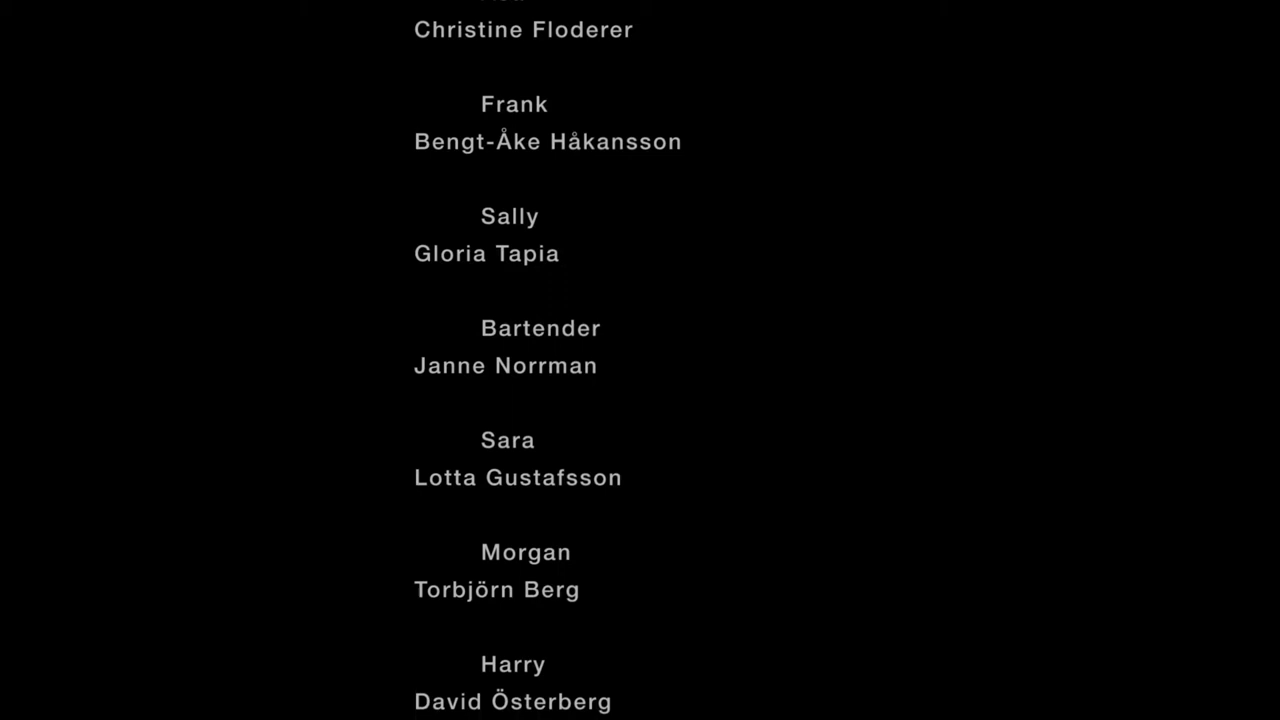 Christine Floderer
Frank
Bengt-Åke Håkansson
Sally
Gloria Tapia
Bartender
Janne Norrman
Sara
Lotta Gustafsson
Morgan
Torbjörn Berg
Harry
David Österberg